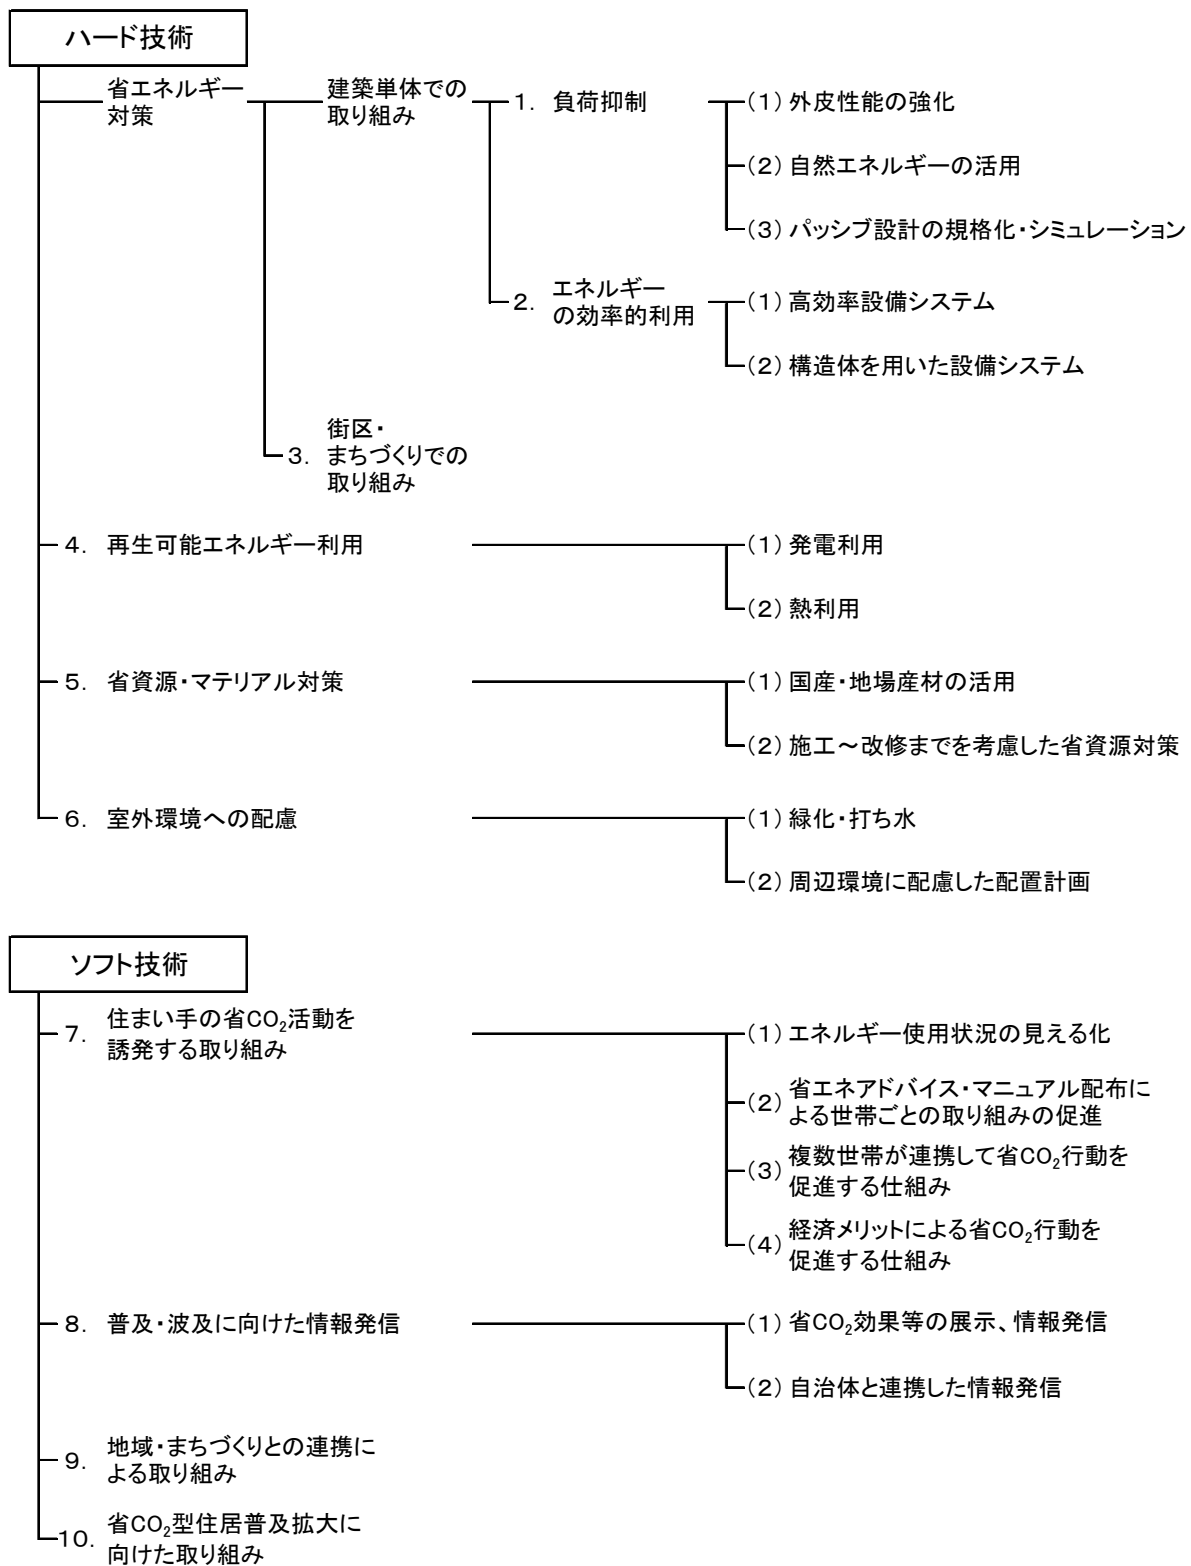 ハード技術
省エネルギー
対策
建築単体での
取り組み
1. 負荷抑制
(1) 外皮性能の強化
(2) 自然エネルギーの活用
(3) パッシブ設計の規格化・シミュレーション
2. エネルギー
の効率的利用
(1) 高効率設備システム
(2) 構造体を用いた設備システム
3. 街区・
まちづくりでの
取り組み
4. 再生可能エネルギー利用
(1) 発電利用
(2) 熱利用
5. 省資源・マテリアル対策
(1) 国産・地場産材の活用
(2) 施工～改修までを考慮した省資源対策
6. 室外環境への配慮
(1) 緑化・打ち水
(2) 周辺環境に配慮した配置計画
ソフト技術
7. 住まい手の省CO₂活動を
誘発する取り組み
(1) エネルギー使用状況の見える化
(2) 省エネアドバイス・マニュアル配布に
よる世帯ごとの取り組みの促進
(3) 複数世帯が連携して省CO₂行動を
促進する仕組み
(4) 経済メリットによる省CO₂行動を
促進する仕組み
8. 普及・波及に向けた情報発信
(1) 省CO₂効果等の展示、情報発信
(2) 自治体と連携した情報発信
9. 地域・まちづくりとの連携に
よる取り組み
10. 省CO₂型住居普及拡大に
向けた取り組み